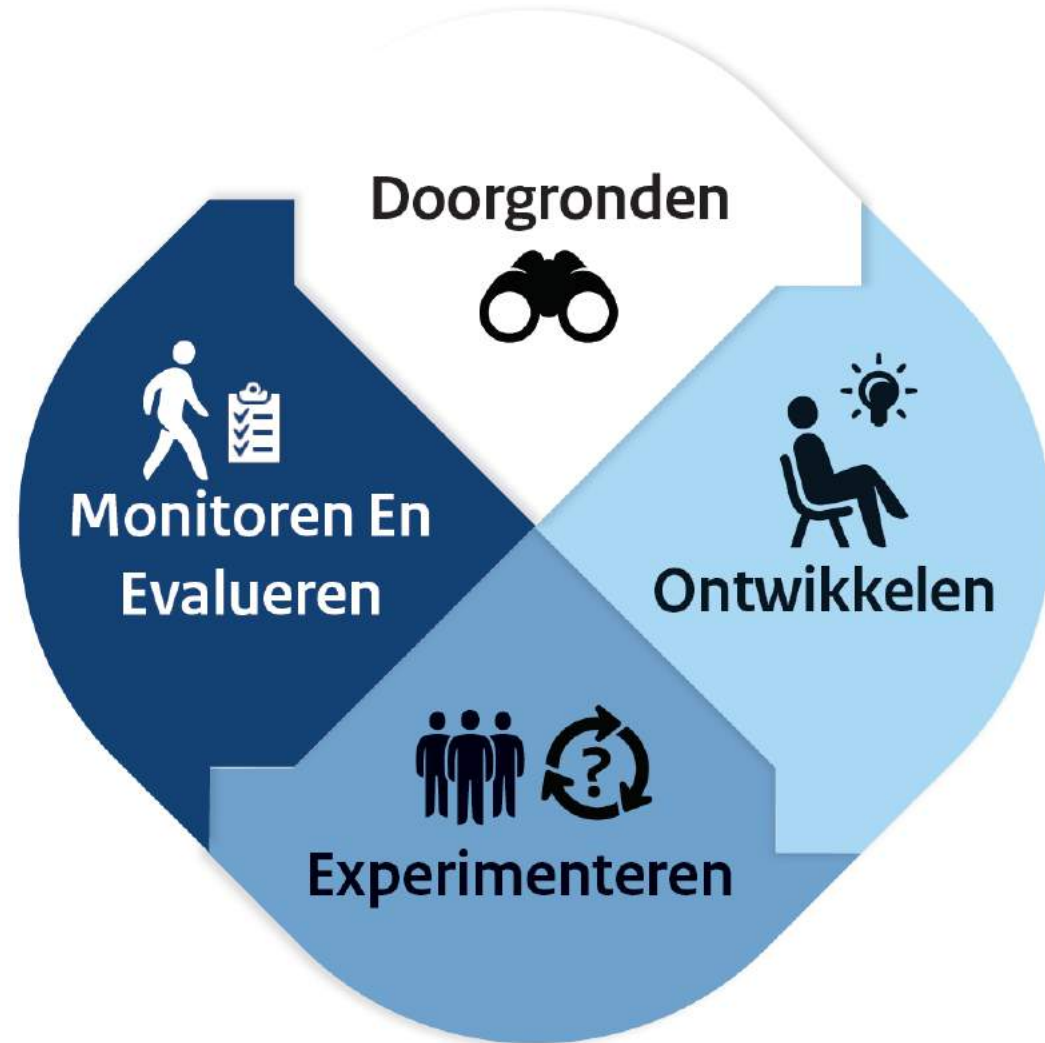 Doorgronden
Monitoren En
Evalueren
Ontwikkelen
?
Experimenteren